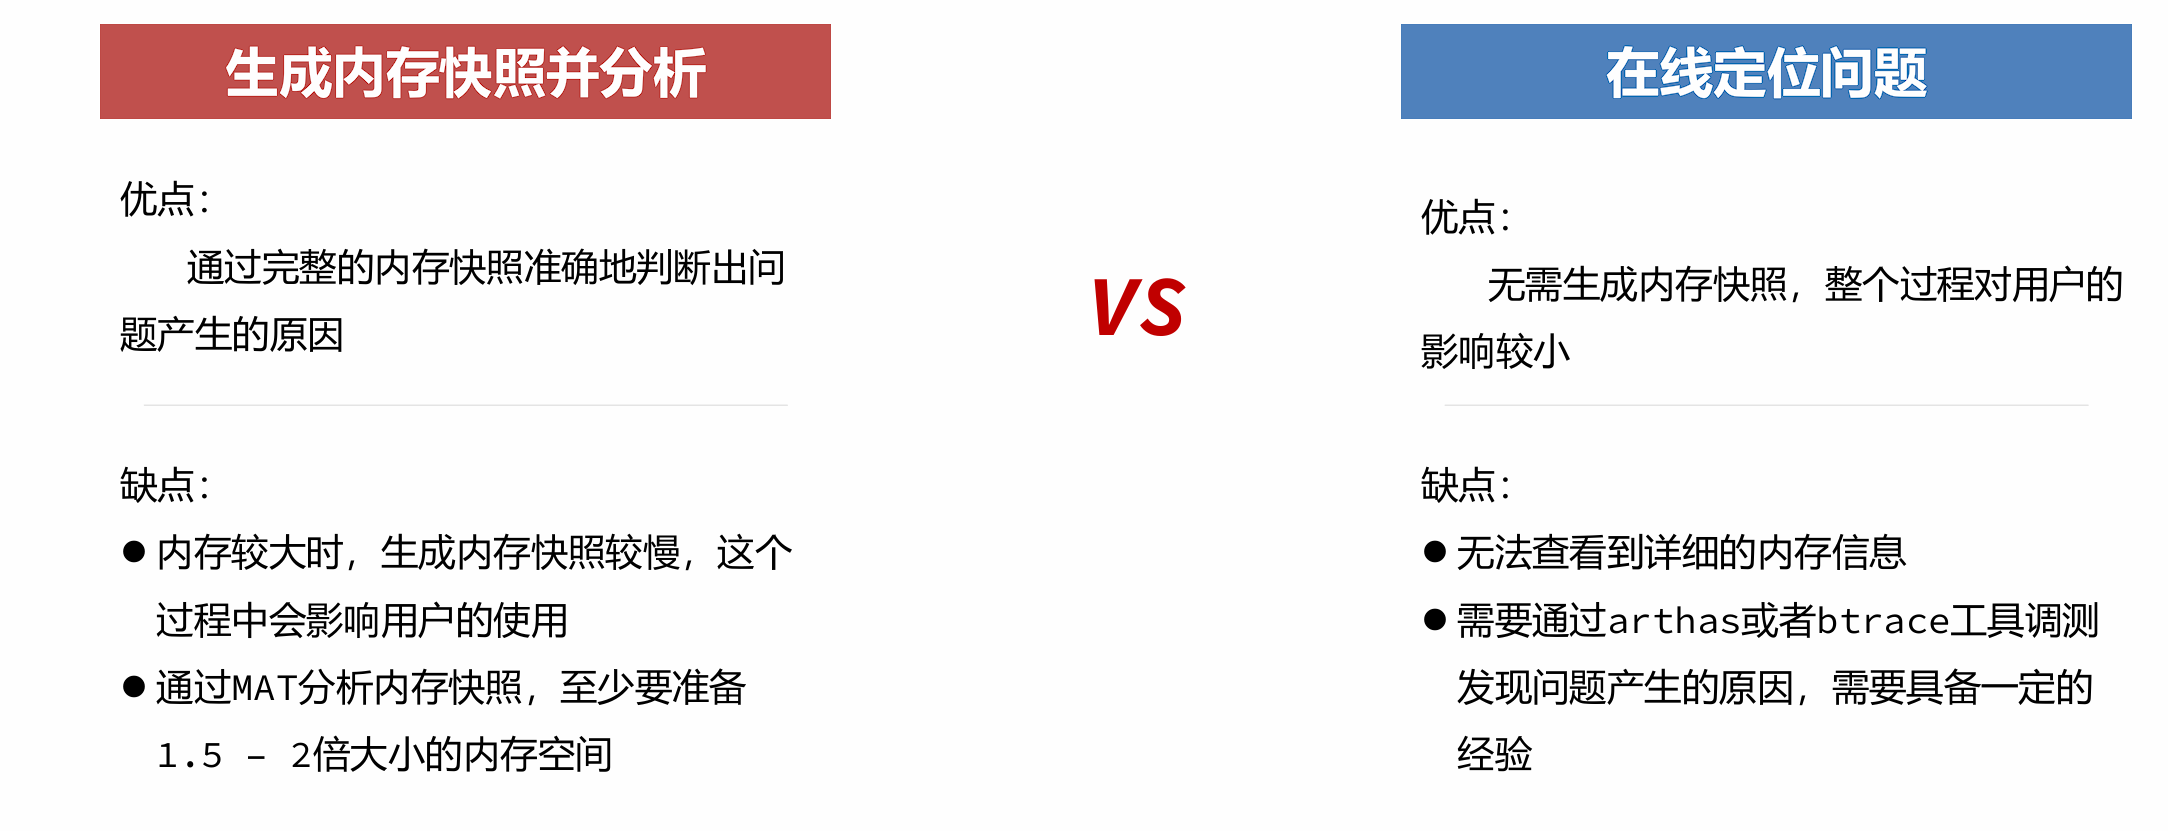 生成内存快照并分析
优点：
通过完整的内存快照准确地判断出问
题产生的原因
缺点：
● 内存较大时，生成内存快照较慢，这个
过程中会影响用户的使用
● 通过MAT分析内存快照，至少要准备
1.5 – 2倍大小的内存空间
VS
在线定位问题
优点：
无需生成内存快照，整个过程对用户的
影响较小
缺点：
● 无法查看到详细的内存信息
● 需要通过arthas或者btrace工具调测
发现问题产生的原因，需要具备一定的
经验